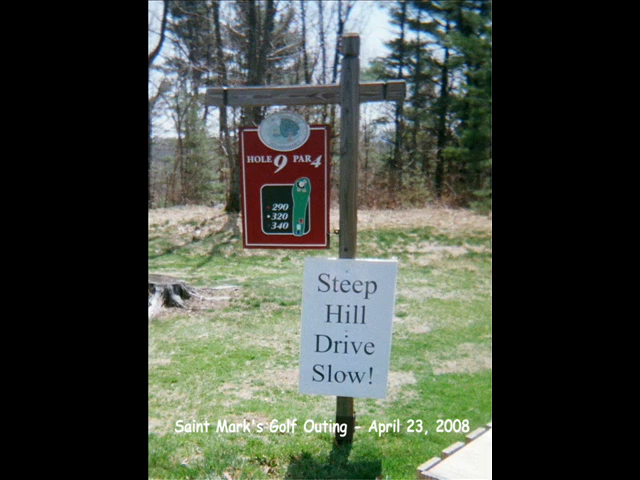 HOLE 9 PAR 4
290
320
340
Steep
Hill
Drive
Slow!
Saint Mark's Golf Outing - April 23, 2008